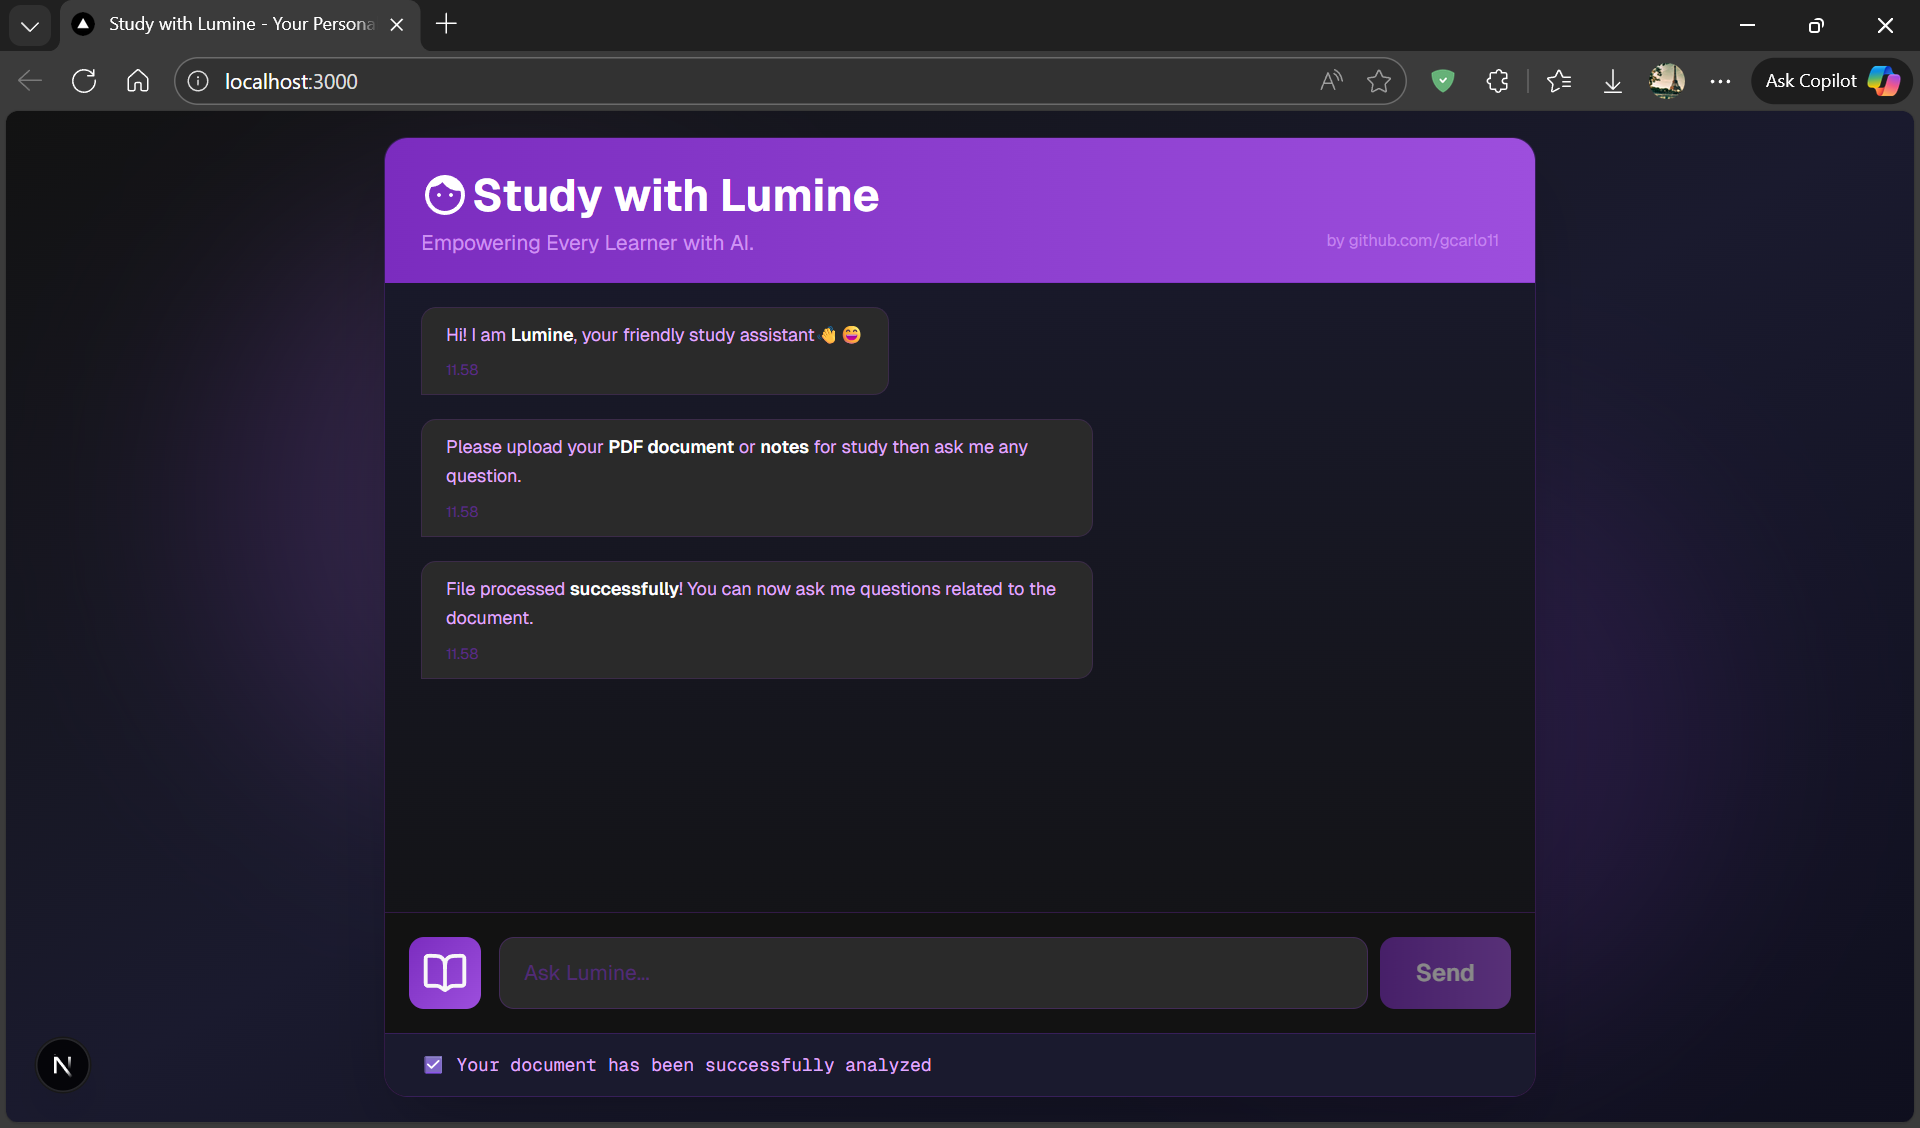 Study with Lumine - Your Persona
localhost:3000
Ask Copilot
Study with Lumine
Empowering Every Learner with AI.
by github.com/gcarlo11
Hi! I am Lumine, your friendly study assistant 👋 😄
11.58
Please upload your PDF document or notes for study then ask me any
question.
11.58
File processed successfully! You can now ask me questions related to the
document.
11.58
Ask Lumine...
Send
N
Your document has been successfully analyzed